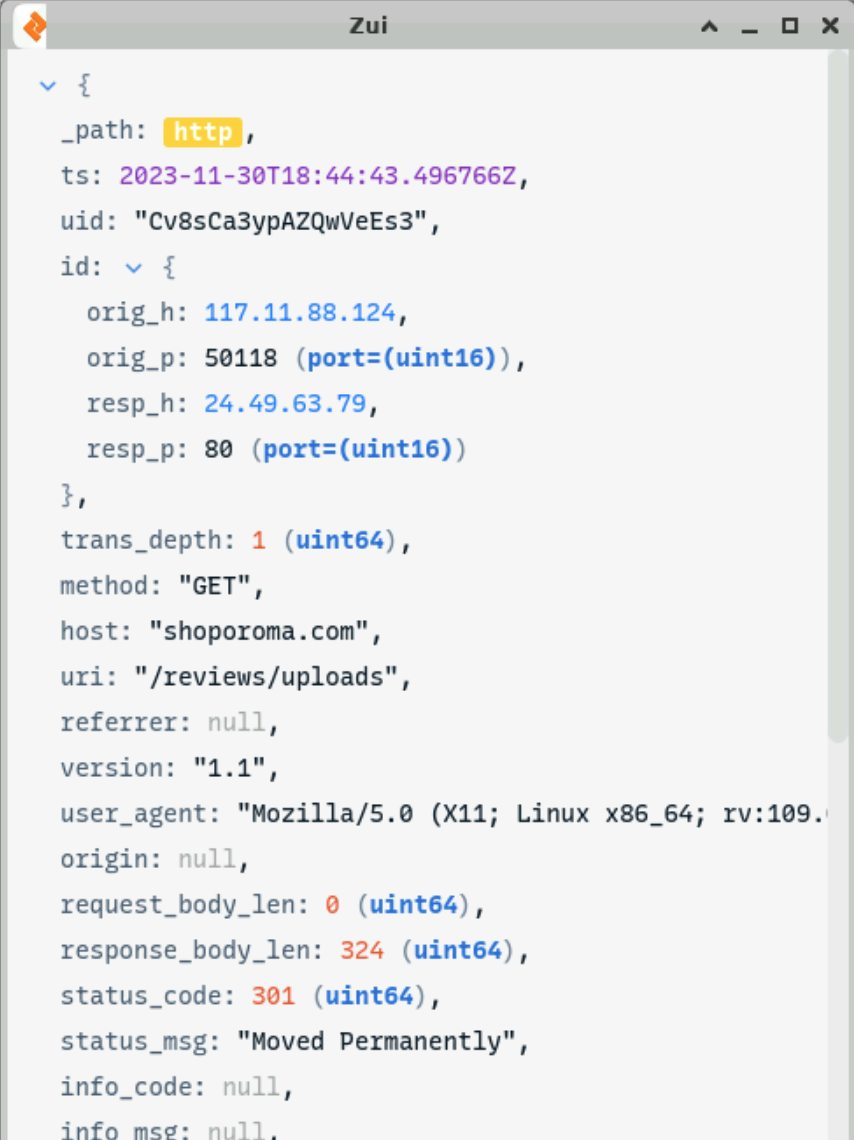 Zui
{
_path: http,
ts: 2023-11-30T18:44:43.496766Z,
uid: "Cv8sCa3ypAZQwVeEs3",
id: {
orig_h: 117.11.88.124,
orig_p: 50118 (port=(uint16)),
resp_h: 24.49.63.79,
resp_p: 80 (port=(uint16))
},
trans_depth: 1 (uint64),
method: "GET",
host: "shoporoma.com",
uri: "/reviews/uploads",
referrer: null,
version: "1.1",
user_agent: "Mozilla/5.0 (X11; Linux x86_64; rv:109.
origin: null,
request_body_len: 0 (uint64),
response_body_len: 324 (uint64),
status_code: 301 (uint64),
status_msg: "Moved Permanently",
info_code: null,
info_msg: null,